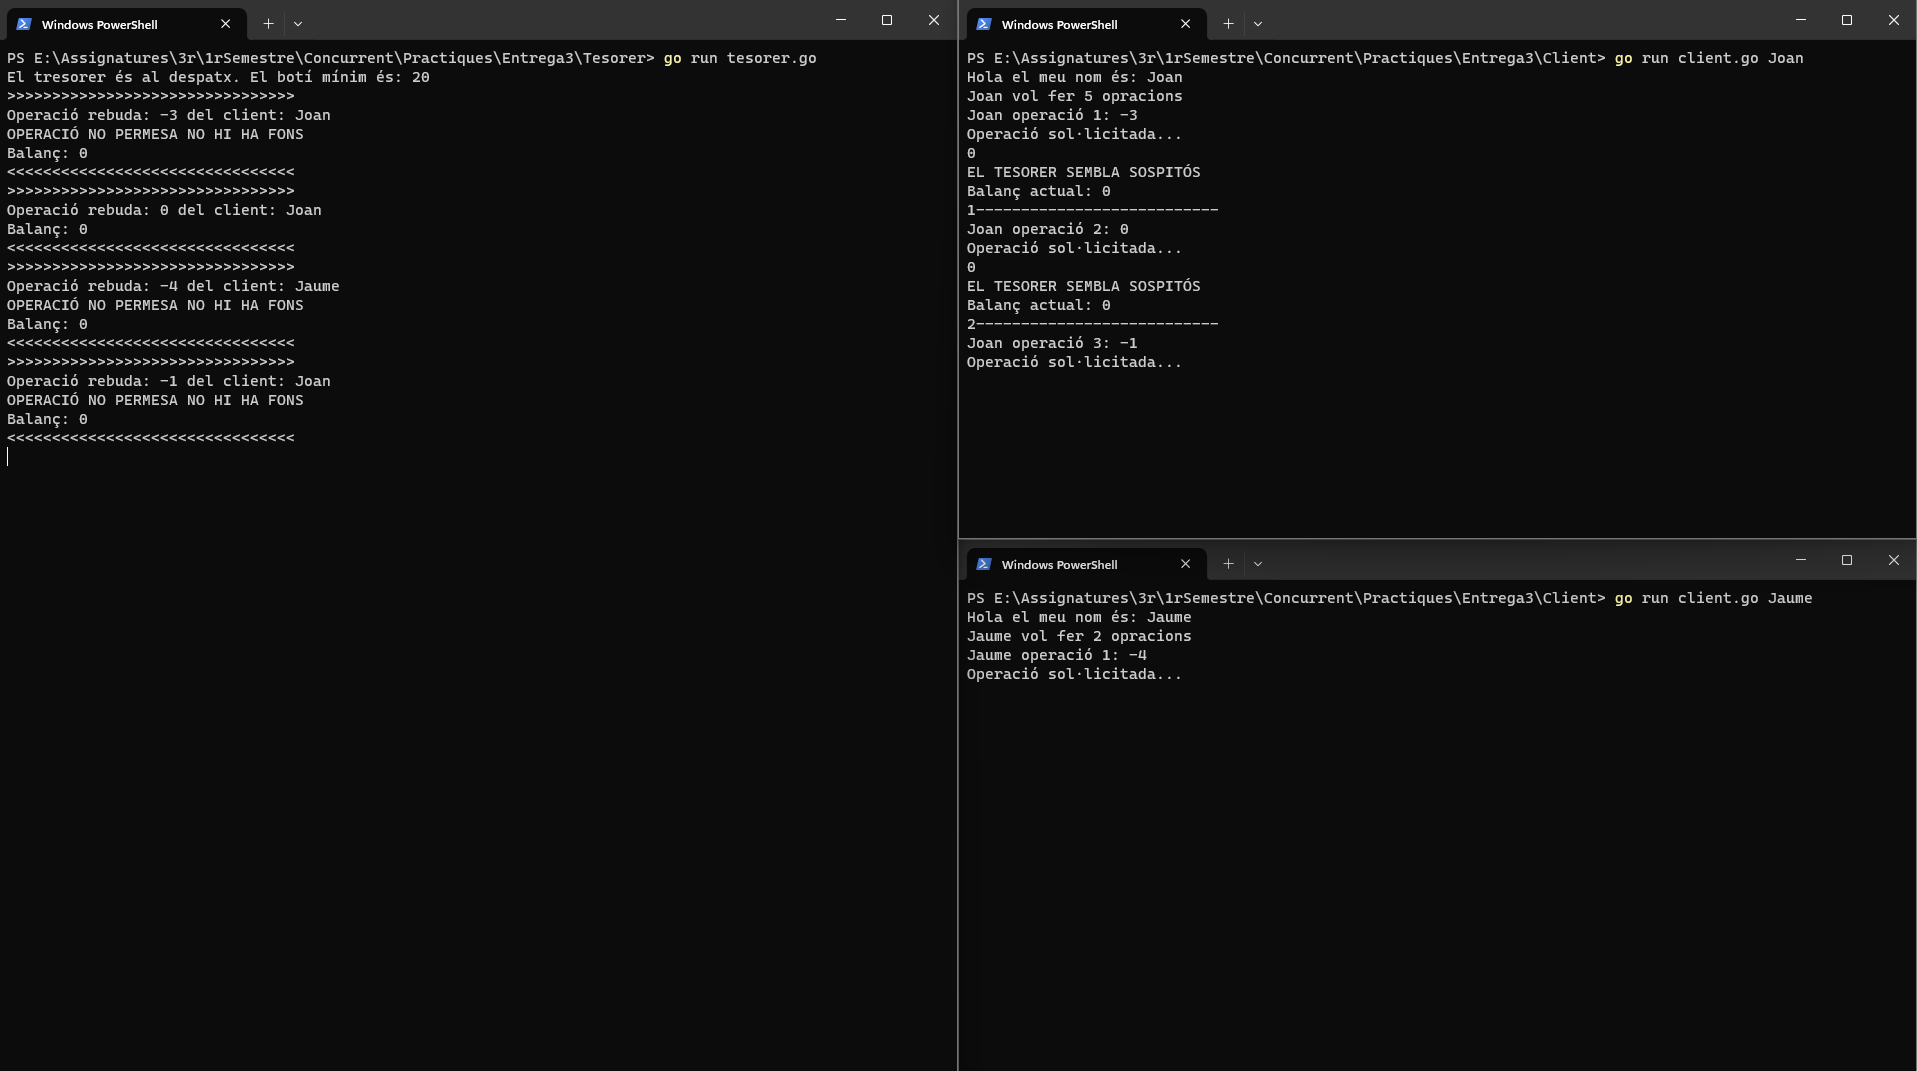 Windows PowerShell
PS E:\Assignatures\3r\1rSemestre\Concurrent\Practiques\Entrega3\Tesorer> go run tesorer.go
El tresorer és al despatx. El botí mínim és: 20
>>>>>>>>>>>>>>>>>>>>>>>>>>>>>>>>
Operació rebuda: -3 del client: Joan
OPERACIÓ NO PERMESA NO HI HA FONS
Balanç: 0
<<<<<<<<<<<<<<<<<<<<<<<<<<<<<<<<
>>>>>>>>>>>>>>>>>>>>>>>>>>>>>>>>
Operació rebuda: 0 del client: Joan
Balanç: 0
<<<<<<<<<<<<<<<<<<<<<<<<<<<<<<<<
>>>>>>>>>>>>>>>>>>>>>>>>>>>>>>>>
Operació rebuda: -4 del client: Jaume
OPERACIÓ NO PERMESA NO HI HA FONS
Balanç: 0
<<<<<<<<<<<<<<<<<<<<<<<<<<<<<<<<
>>>>>>>>>>>>>>>>>>>>>>>>>>>>>>>>
Operació rebuda: -1 del client: Joan
OPERACIÓ NO PERMESA NO HI HA FONS
Balanç: 0
<<<<<<<<<<<<<<<<<<<<<<<<<<<<<<<<
Windows PowerShell
PS E:\Assignatures\3r\1rSemestre\Concurrent\Practiques\Entrega3\Client> go run client.go Joan
Hola el meu nom és: Joan
Joan vol fer 5 opracions
Joan operació 1: -3
Operació sol·licitada...
0
EL TESORER SEMBLA SOSPITÓS
Balanç actual: 0
1---------------------------
Joan operació 2: 0
Operació sol·licitada...
0
EL TESORER SEMBLA SOSPITÓS
Balanç actual: 0
2---------------------------
Joan operació 3: -1
Operació sol·licitada...
Windows PowerShell
PS E:\Assignatures\3r\1rSemestre\Concurrent\Practiques\Entrega3\Client> go run client.go Jaume
Hola el meu nom és: Jaume
Jaume vol fer 2 opracions
Jaume operació 1: -4
Operació sol·licitada...